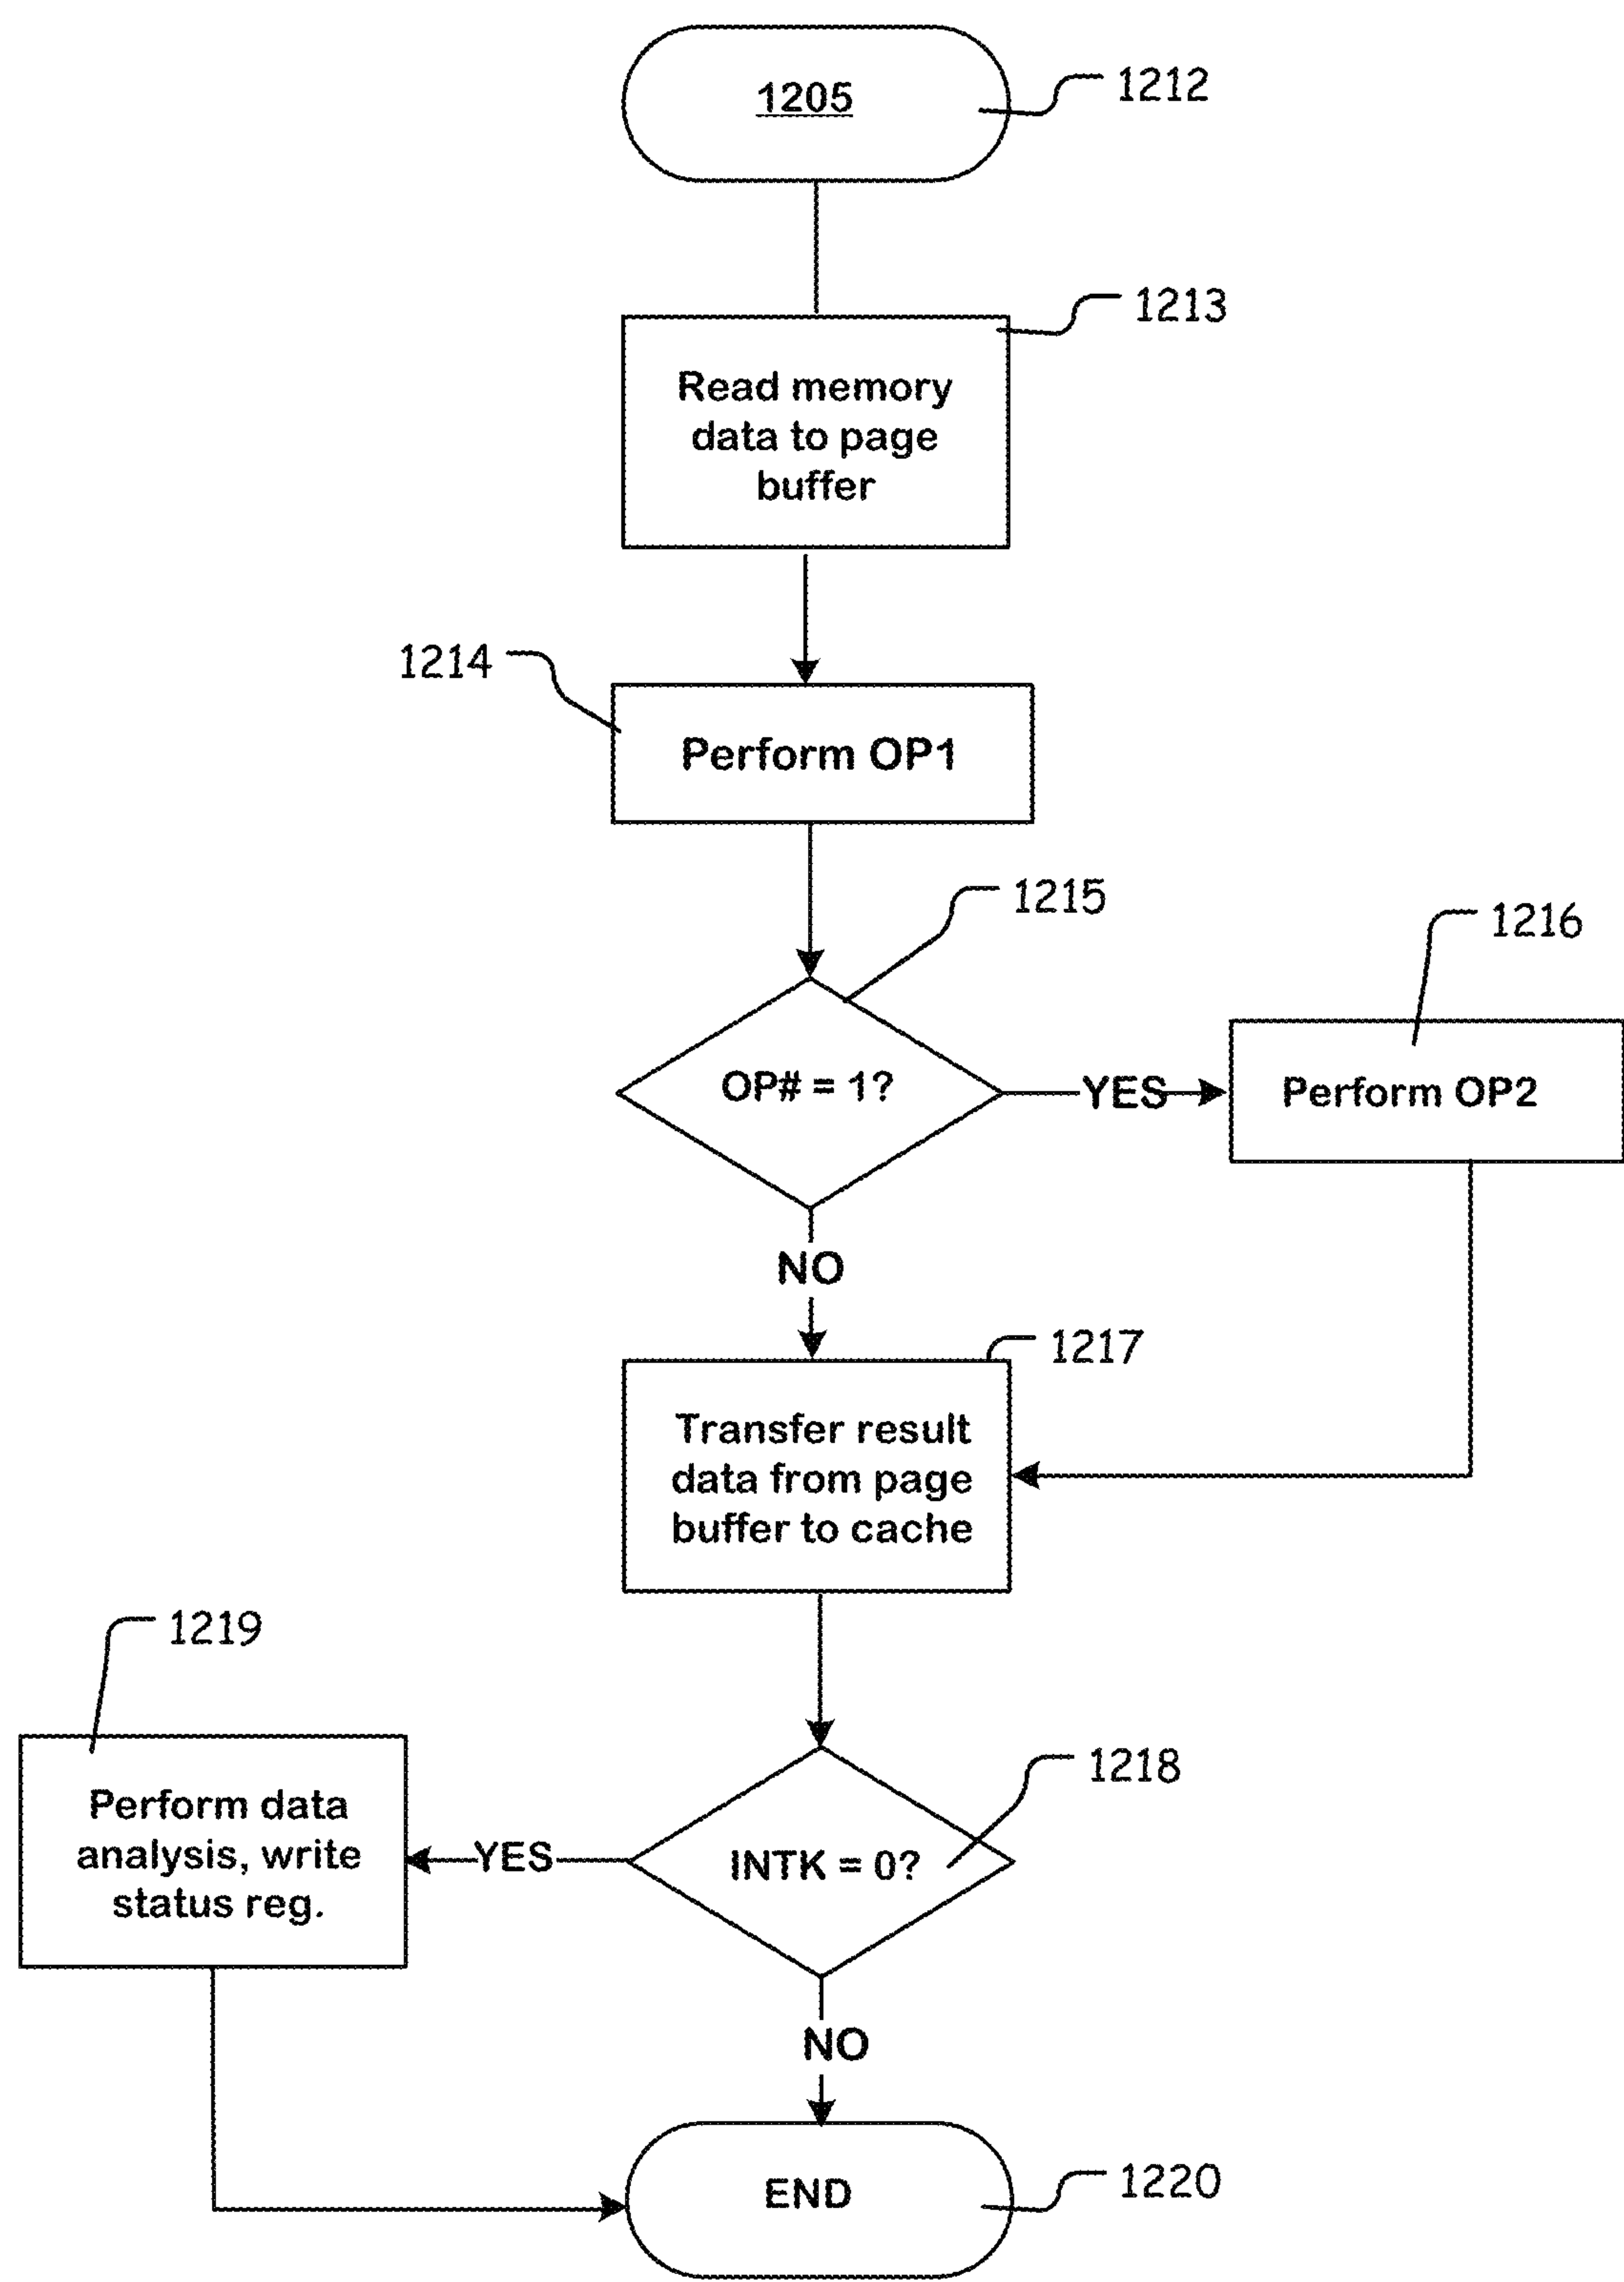 1205
1212
1213
Read memory
data to page
buffer
1214
Perform OP1
1215
1216
OP# = 1?
YES
Perform OP2
NO
1217
Transfer result
data from page
buffer to cache
1219
1218
Perform data
analysis, write
status reg.
YES
INTK = 0?
NO
END
1220